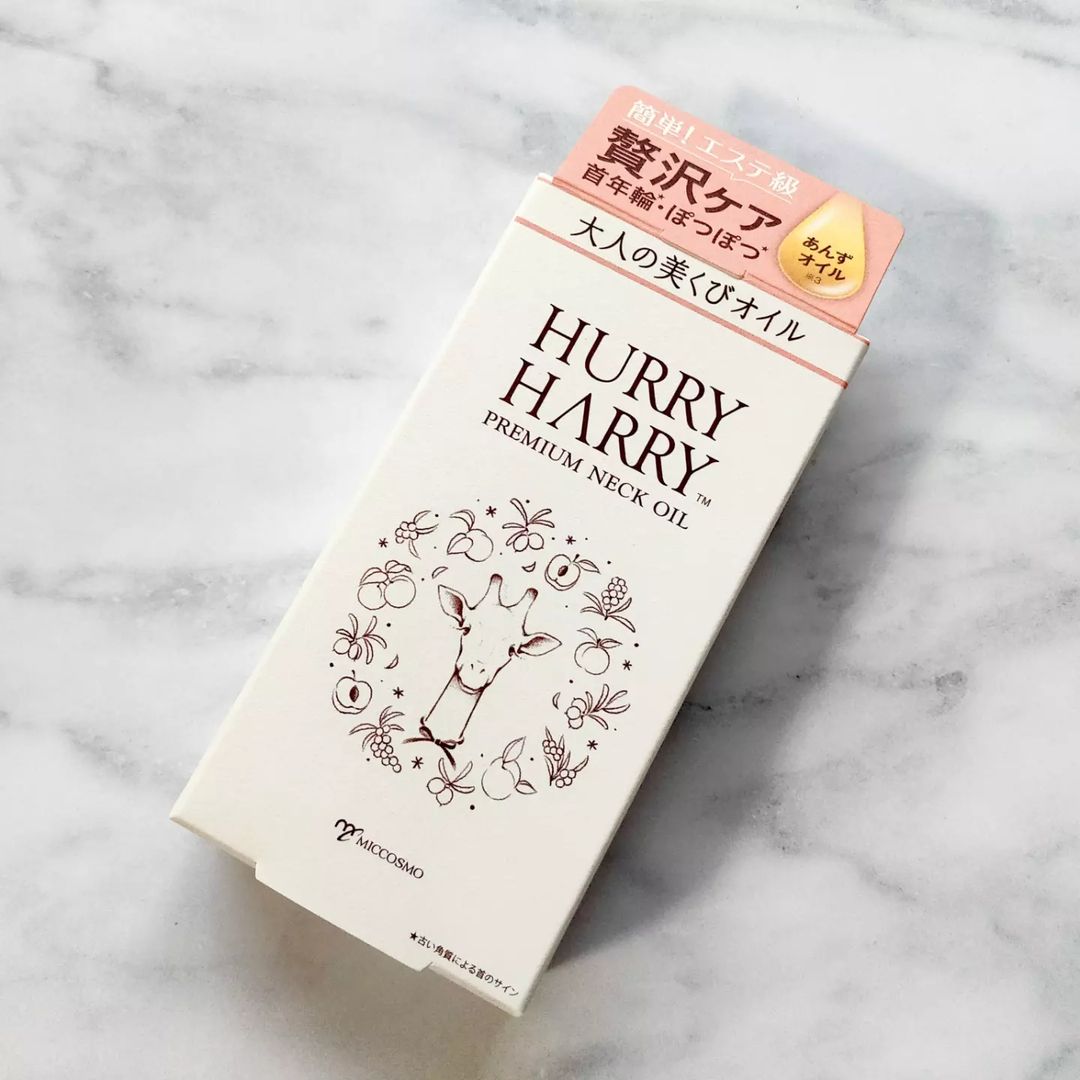 簡単！エステ級
贅沢ケア
首年輪・ぽつぽつ★
あんず
オイル
※3
大人の美くびオイル
HURRY
HARRY
PREMIUM NECK OIL™
MICCOSMO
★古い角質による首のサイン